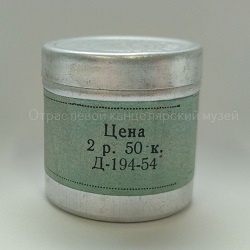 Отраслевой канцелярский музей
Цена
2 р. 50 к.
Д-194-54